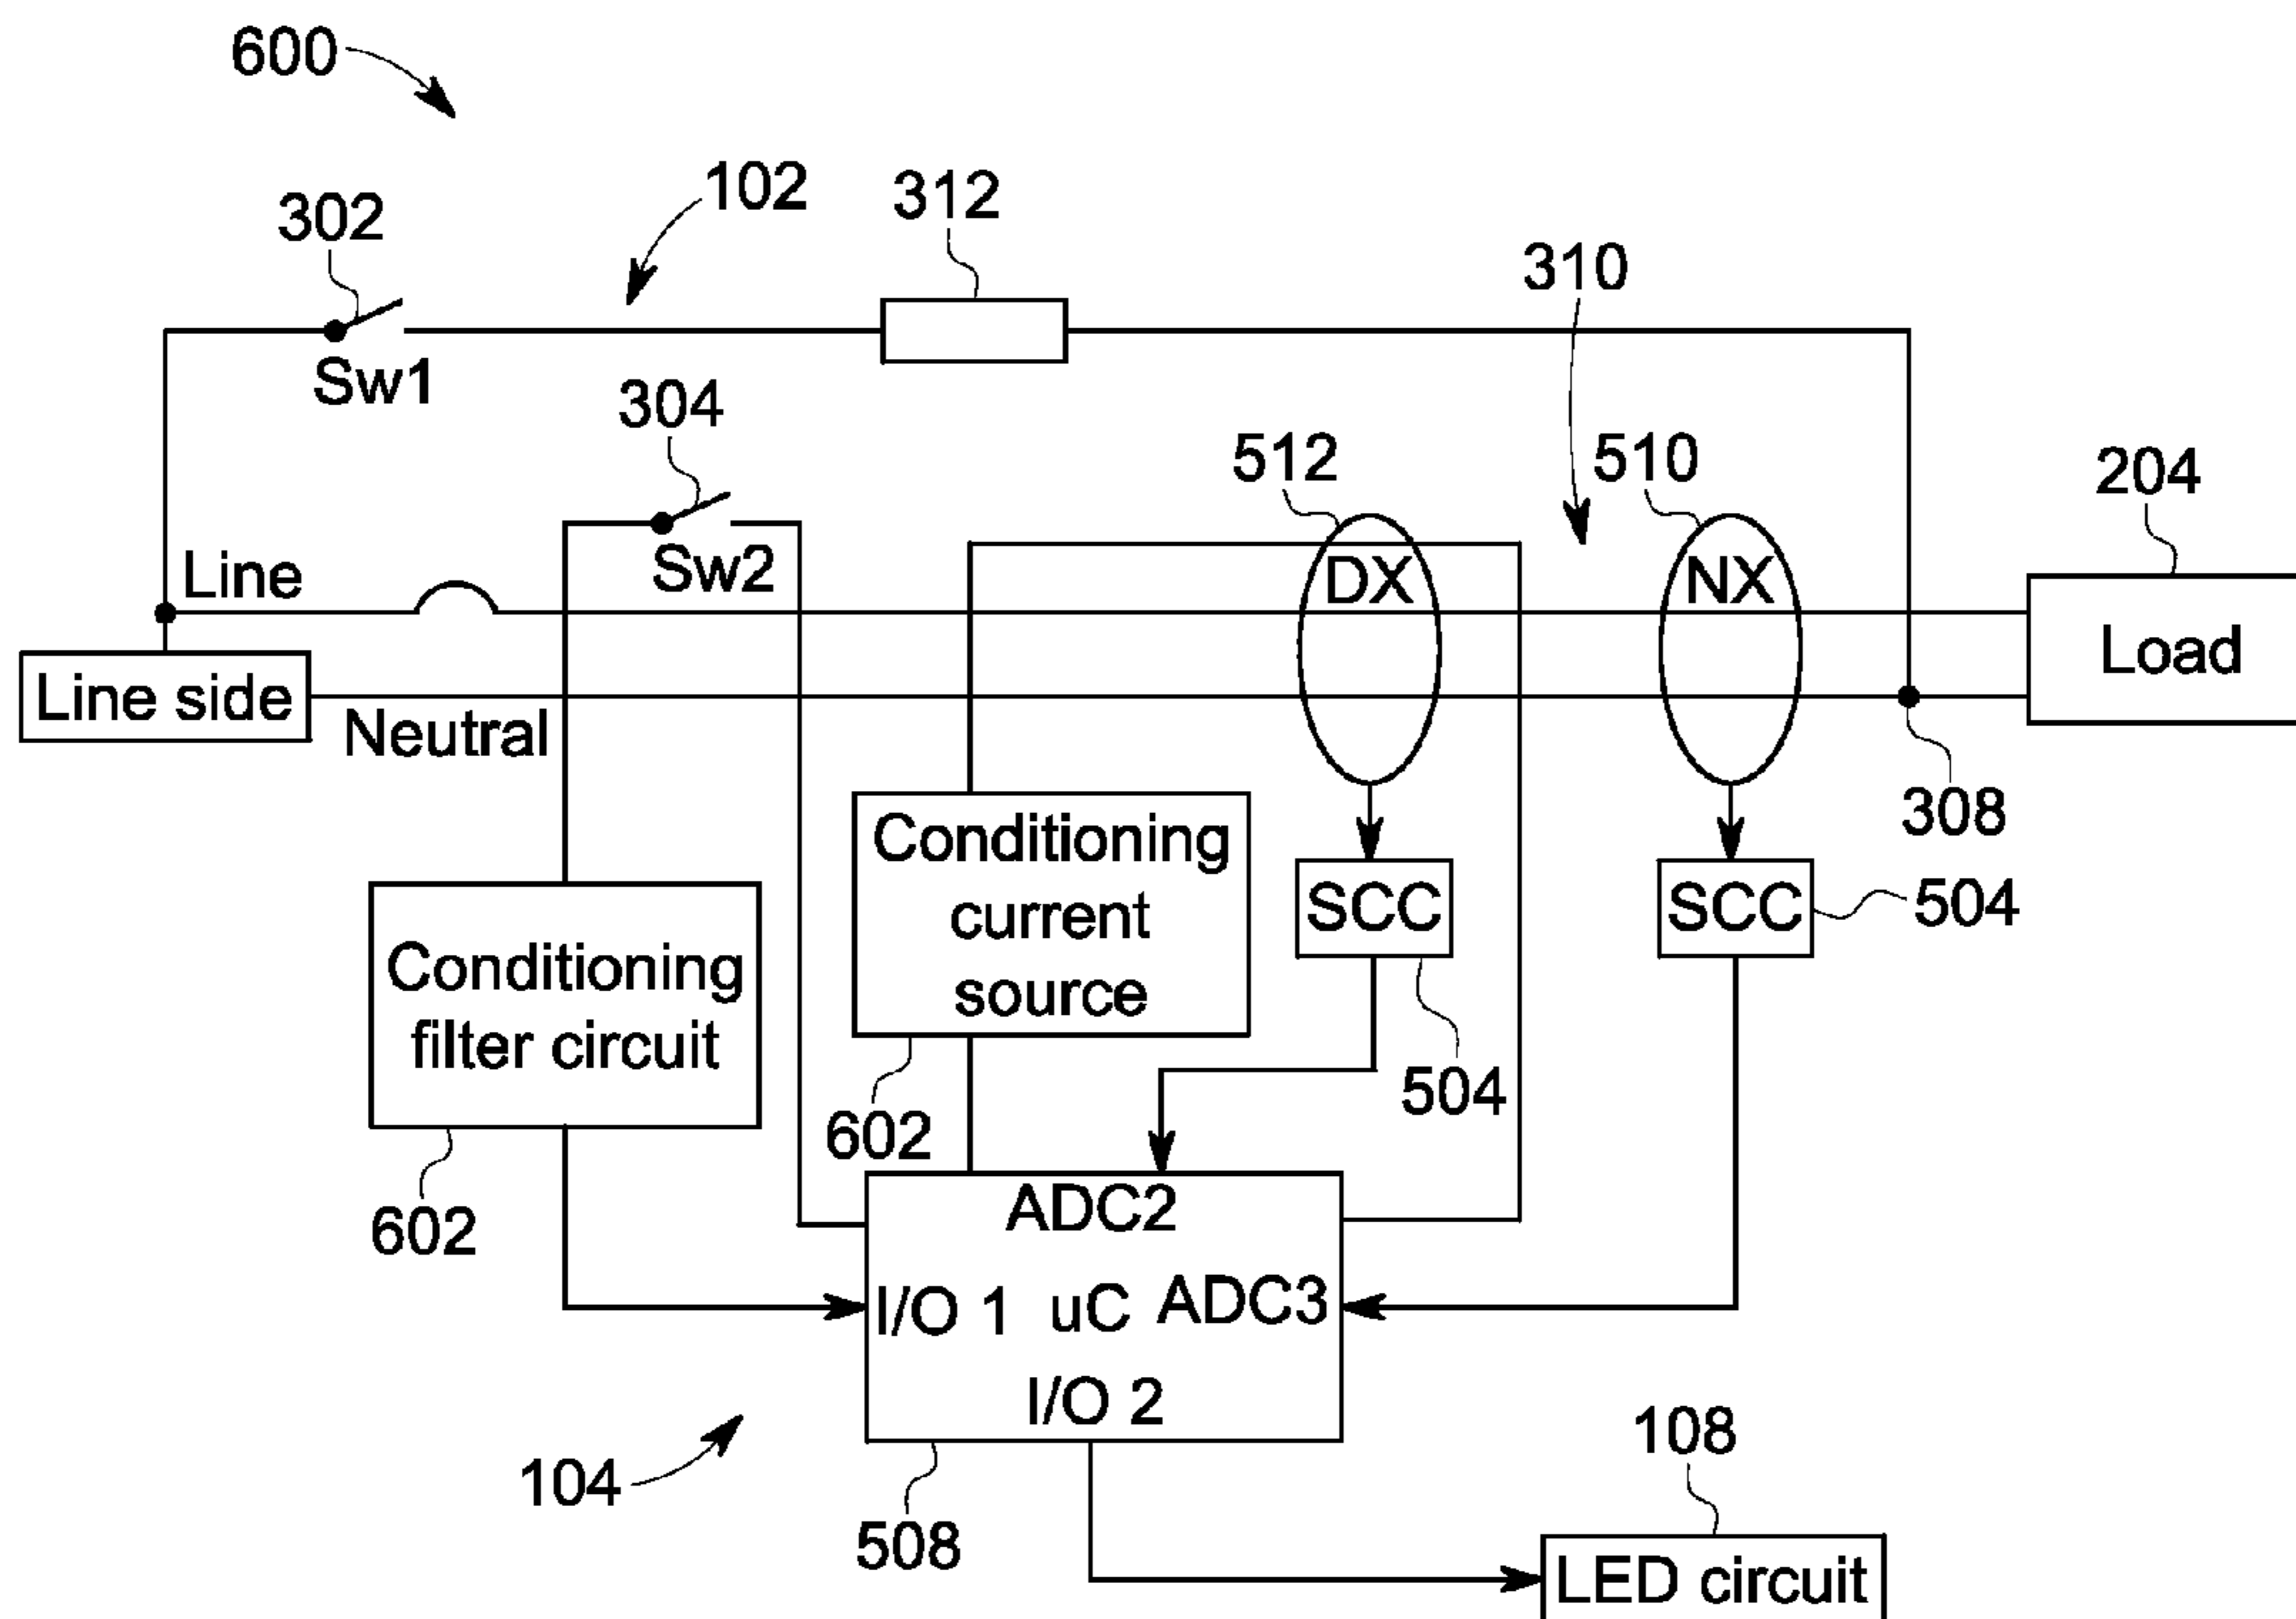 600
102
312
302
310
Sw1
304
512
510
204
Line
Sw2
DX
NX
Load
Line side
Neutral
308
Conditioning
current
source
SCC
SCC
504
Conditioning
filter circuit
504
602
602
ADC2
I/O 1
uC
ADC3
I/O 2
108
104
508
LED circuit